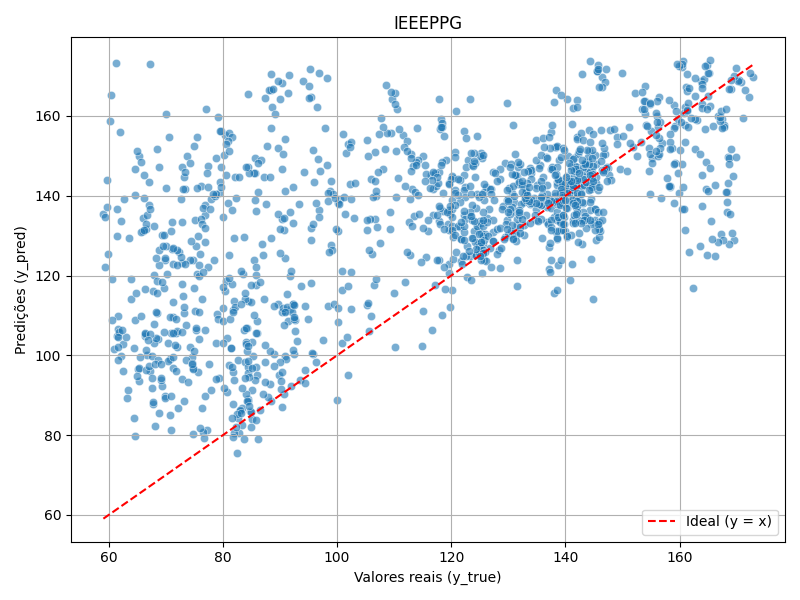 IEEEPPG
Predições (y_pred)
160
140
120
100
80
60
60 80 100 120 140 160
Valores reais (y_true)
Ideal (y = x)